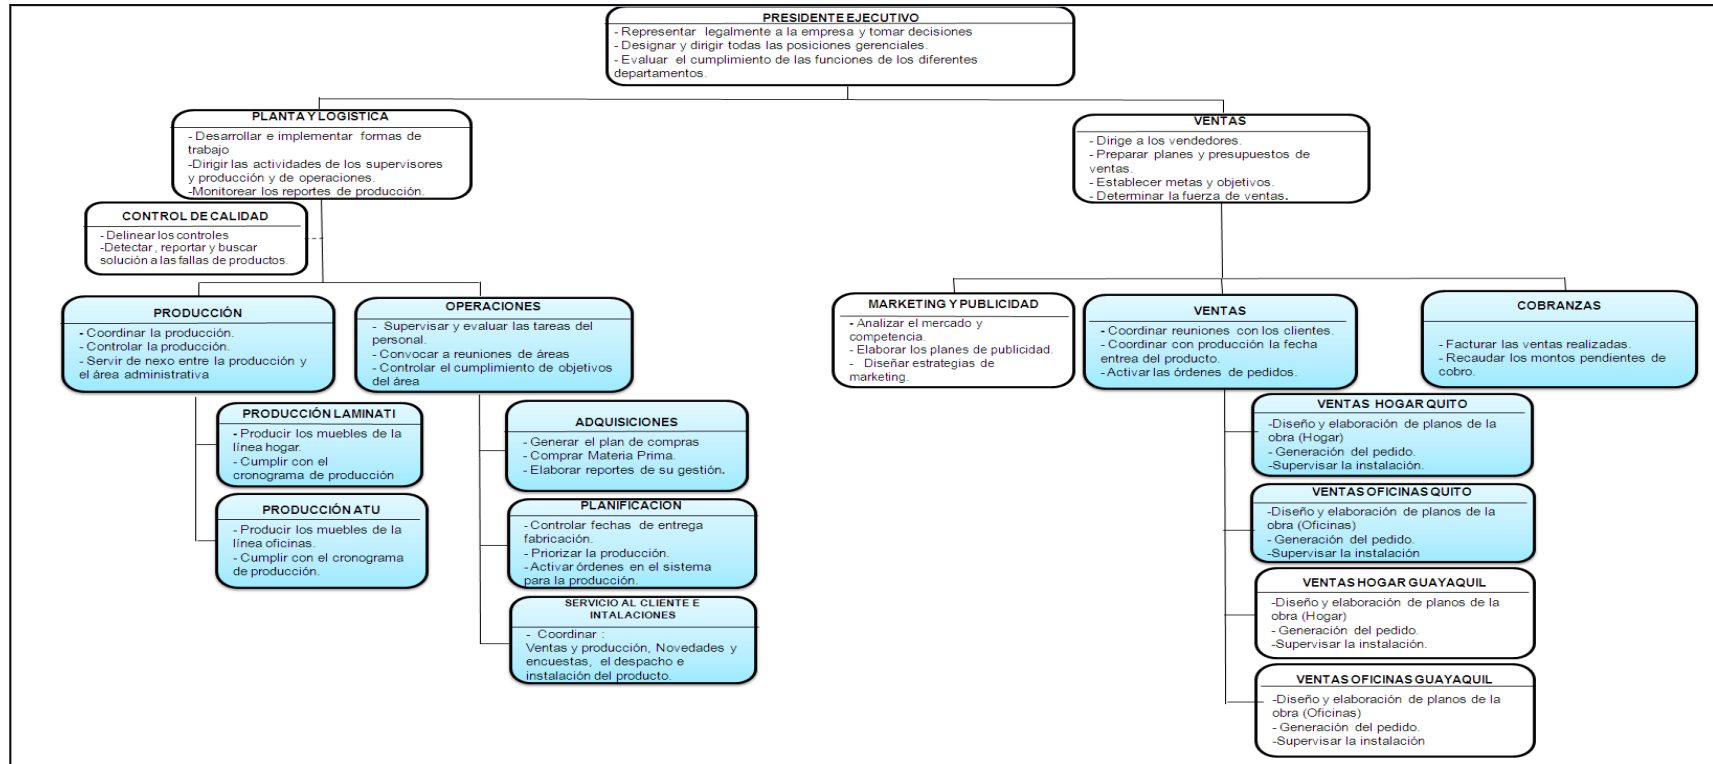 PRESIDENTE EJECUTIVO
- Representar legalmente a la empresa y tomar decisiones
- Designar y dirigir todas las posiciones gerenciales.
- Evaluar el cumplimiento de las funciones de los diferentes
departamentos.
PLANTA Y LOGISTICA
- Desarrollar e implementar formas de
trabajo
-Dirigir las actividades de los supervisores
y producción y de operaciones.
-Monitorear los reportes de producción.
VENTAS
- Dirige a los vendedores.
- Preparar planes y presupuestos de
ventas.
- Establecer metas y objetivos.
- Determinar la fuerza de ventas.
CONTROL DE CALIDAD
- Delinear los controles
-Detectar , reportar y buscar
solución a las fallas de productos.
PRODUCCIÓN
- Coordinar la producción.
- Controlar la producción.
- Servir de nexo entre la producción y
el área administrativa
OPERACIONES
- Supervisar y evaluar las tareas del
personal.
- Convocar a reuniones de áreas
- Controlar el cumplimiento de objetivos
del área
MARKETING Y PUBLICIDAD
- Analizar el mercado y
competencia.
- Elaborar los planes de publicidad.
- Diseñar estrategias de
marketing.
VENTAS
- Coordinar reuniones con los clientes.
- Coordinar con producción la fecha
entrea del producto.
- Activar las órdenes de pedidos.
COBRANZAS
- Facturar las ventas realizadas.
- Recaudar los montos pendientes de
cobro.
PRODUCCIÓN LAMINATI
- Producir los muebles de la
línea hogar.
- Cumplir con el
cronograma de producción
PRODUCCIÓN ATU
- Producir los muebles de la
línea oficinas.
- Cumplir con el cronograma
de producción.
ADQUISICIONES
- Generar el plan de compras
- Comprar Materia Prima.
- Elaborar reportes de su gestión.
PLANIFICACION
- Controlar fechas de entrega
fabricación.
- Priorizar la producción.
- Activar órdenes en el sistema
para la producción.
SERVICIO AL CLIENTE E
INTALACIONES
- Coordinar :
Ventas y producción, Novedades y
encuestas, el despacho e
instalación del producto.
VENTAS HOGAR QUITO
-Diseño y elaboración de planos de la
obra (Hogar)
- Generación del pedido.
-Supervisar la instalación.
VENTAS OFICINAS QUITO
-Diseño y elaboración de planos de la
obra (Oficinas)
- Generación del pedido.
-Supervisar la instalación
VENTAS HOGAR GUAYAQUIL
-Diseño y elaboración de planos de la
obra (Hogar)
- Generación del pedido.
-Supervisar la instalación.
VENTAS OFICINAS GUAYAQUIL
-Diseño y elaboración de planos de la
obra (Oficinas)
- Generación del pedido.
-Supervisar la instalación